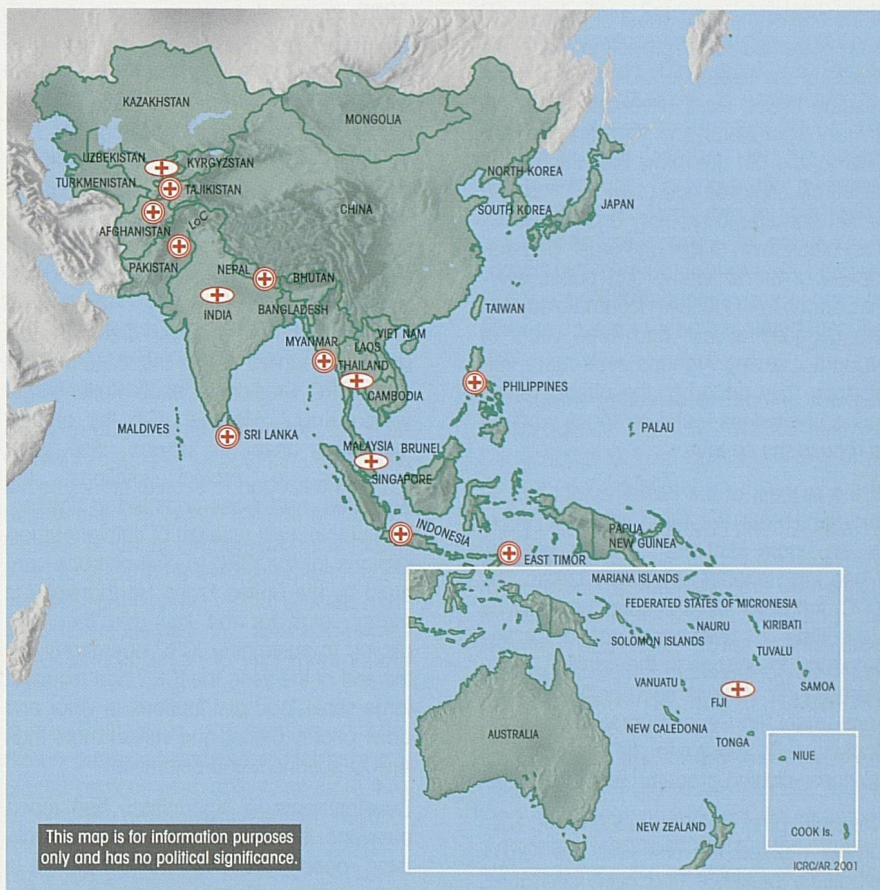 KAZAKHSTAN
MONGOLIA
UZBEKISTAN
KYRGYZSTAN
TURKMENISTAN
TAJIKISTAN
NORTH KOREA
SOUTH KOREA
JAPAN
CHINA
AFGHANISTAN
LoC
PAKISTAN
NEPAL
BHUTAN
INDIA
BANGLADESH
TAIWAN
MYANMAR
VIET NAM
LAOS
THAILAND
CAMBODIA
PHILIPPINES
MALDIVES
SRI LANKA
PALAU
MALAYSIA
BRUNEI
SINGAPORE
INDONESIA
PAPUA
NEW GUINEA
EAST TIMOR
MARIANA ISLANDS
FEDERATED STATES OF MICRONESIA
NAURU
KIRIBATI
SOLOMON ISLANDS
TUVALU
VANUATU
SAMOA
FIJI
NEW CALEDONIA
AUSTRALIA
TONGA
NIUE
NEW ZEALAND
COOK Is.
This map is for information purposes
only and has no political significance.
ICRC/AR.2001